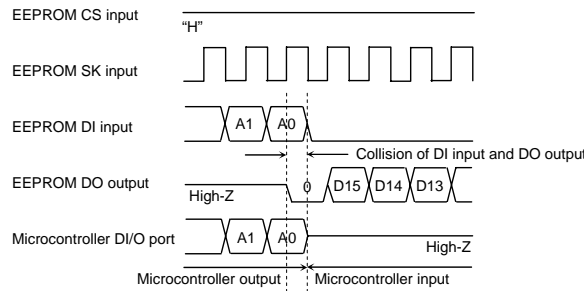 EEPROM CS input
“H”
EEPROM SK input
EEPROM DI input
A1 A0
Collision of DI input and DO output
EEPROM DO output
High-Z
0 D15 D14 D13
Microcontroller DI/O port
A1 A0
High-Z
Microcontroller output Microcontroller input